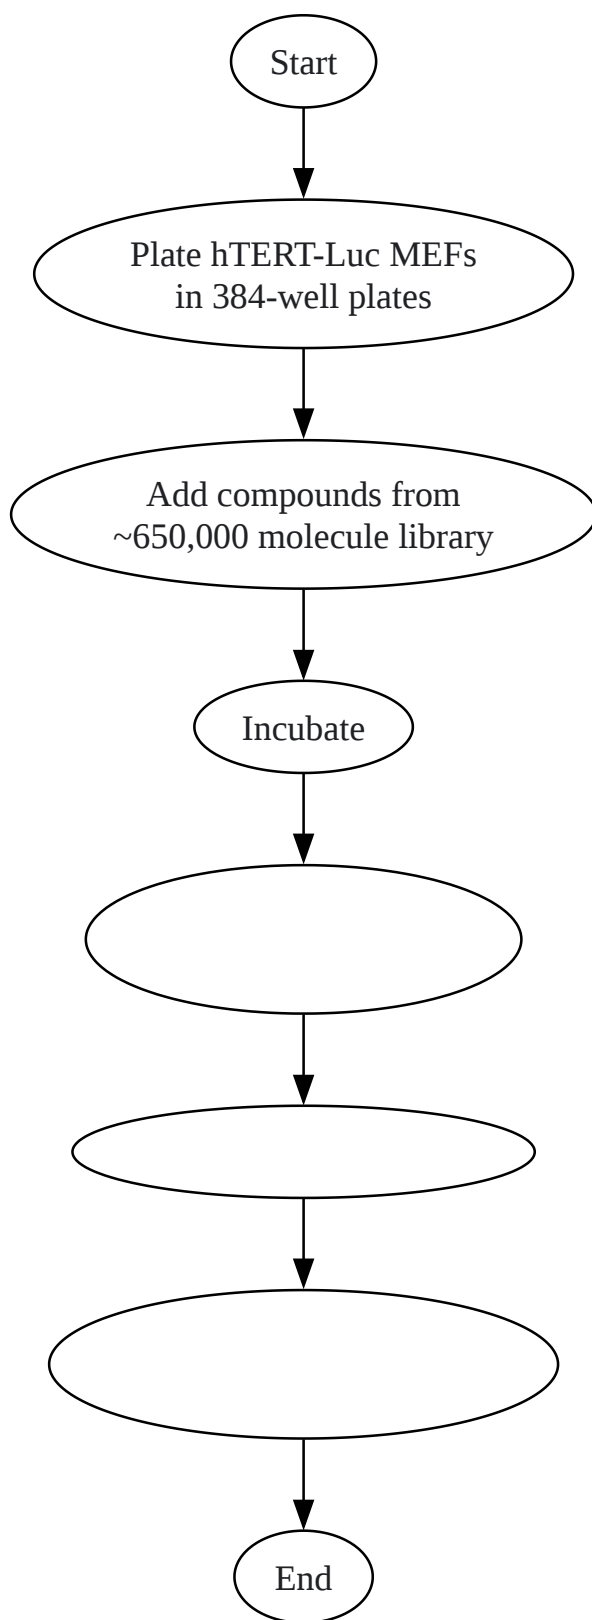 Start
Plate hTERT-Luc MEFs
in 384-well plates
Add compounds from
~650,000 molecule library
Incubate
End